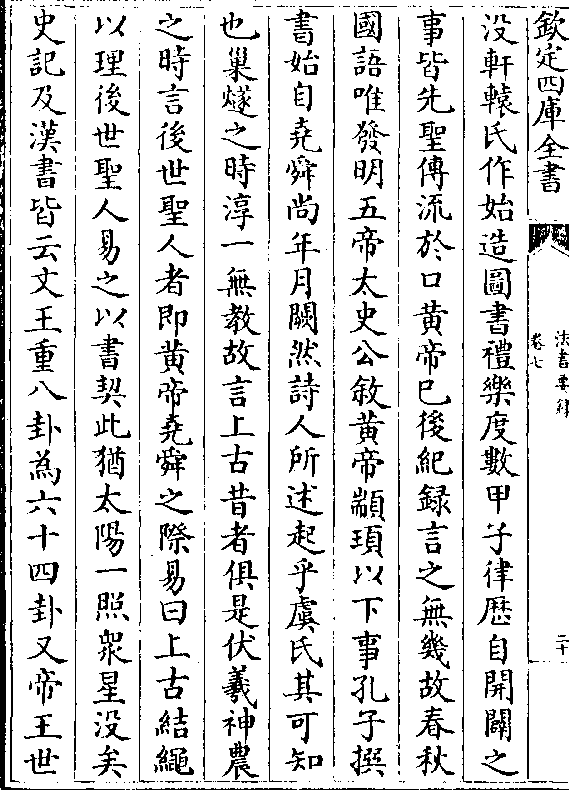 欽定四庫全書
法書要錄
卷七
二十
没軒轅氏作始造圖書禮樂度數甲子律歷自開闢之
事皆先聖傳流於口黄帝已後紀録言之無幾故春秋
國語唯發明五帝太史公敘黄帝顓頊以下事孔子撰
書始自堯舜尚年月闕然詩人所述起乎虞氏其可知
也巢燧之時淳一無教故言上古昔者俱是伏羲神農
之時言後世聖人者即黄帝堯舜之際易曰上古結繩
以理後世聖人易之以書契此猶太陽一照衆星没矣
史記及漢書皆云文王重八卦為六十四卦又帝王世